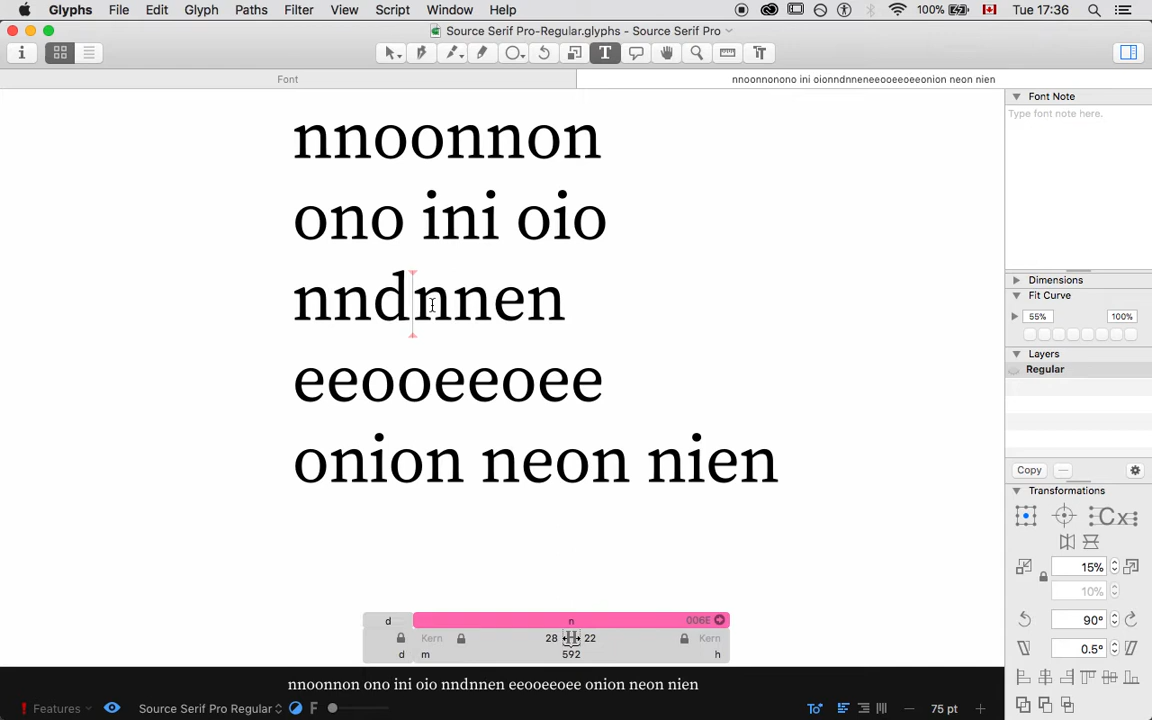 Glyphs File Edit Glyph Paths Filter View Script Window Help 100% Tue 17:36
Source Serif Pro-Regular.glyphs - Source Serif Pro
Font
nnoonnonono ini oionndnneneeooeeoeeonion neon nien
Font Note
Type font note here.
nnoonnon
ono ini oio
nndnnen
eeooeeoee
onion neon nien
Dimensions
Fit Curve
55% 100%
Layers
Regular
Copy
Transformations
15%
10%
90°
0.5°
d n 006E
Kern 28 H 22 Kern
d m 592 h
nnoonnon ono ini oio nndnnen eeooeeoee onion neon nien
Features Source Serif Pro Regular F 75 pt